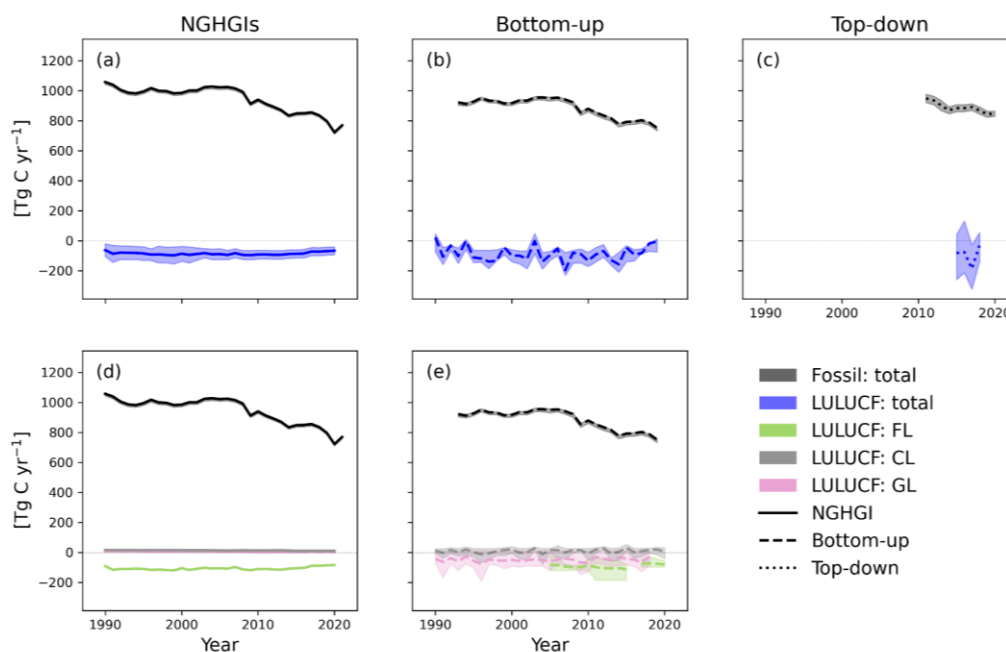 NGHGIs
Bottom-up
Top-down
(a)
(b)
(c)
1200
1000
800
600
400
200
0
−200
[Tg C yr⁻¹]
1990
2000
2010
2020
(d)
(e)
1200
1000
800
600
400
200
0
−200
[Tg C yr⁻¹]
1990
2000
2010
2020
Year
1990
2000
2010
2020
Year
Fossil: total
LULUCF: total
LULUCF: FL
LULUCF: CL
LULUCF: GL
NGHGI
Bottom-up
Top-down